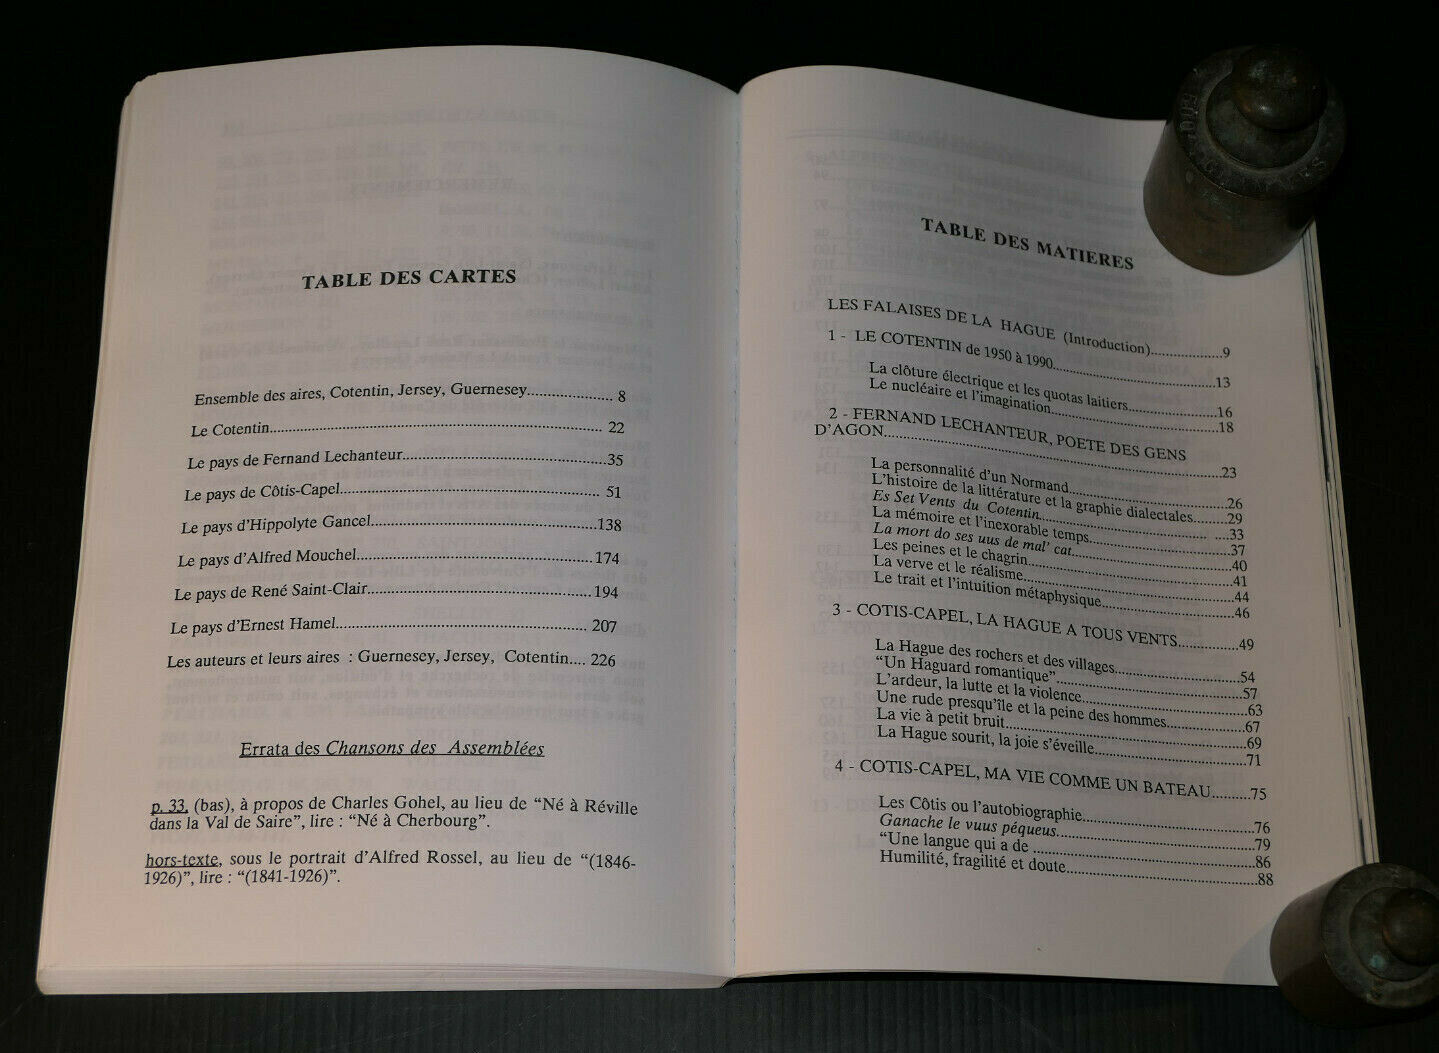 TABLE DES CARTES
Ensemble des aires, Cotentin, Jersey, Guernesey................ 8
Le Cotentin.................................................................. 22
Le pays de Fernand Lechanteur.........................................35
Le pays de Côtis-Capel.................................................... 51
Le pays d'Hippolyte Gancel.............................................138
Le pays d'Alfred Mouchel...............................................174
Le pays de René Saint-Clair.............................................194
Le pays d'Ernest Hamel.................................................. 207
Les auteurs et leurs aires : Guernesey, Jersey, Cotentin.... 226
Errata des Chansons des Assemblées
p. 33, (bas), à propos de Charles Gohel, au lieu de “Né à Réville
dans la Val de Saire”, lire : “Né à Cherbourg”.
hors-texte, sous le portrait d'Alfred Rossel, au lieu de “(1846-
1926)”, lire : “(1841-1926)”.
TABLE DES MATIERES
LES FALAISES DE LA HAGUE (Introduction)..................9
1 - LE COTENTIN de 1950 à 1990.....................................13
La clôture électrique et les quotas laitiers......................16
Le nucléaire et l'imagination..........................................18
2 - FERNAND LECHANTEUR, POETE DES GENS
D'AGON...........................................................................23
La personnalité d'un Normand.......................................26
L'histoire de la littérature et la graphie dialectales........29
Es Set Vents du Cotentin.......................................... ....33
La mémoire et l'inexorable temps..................................37
La mort do ses uus de mal' cat.......................................40
Les peines et le chagrin..................................................41
La verve et le réalisme....................................................44
Le trait et l'intuition métaphysique.................................46
3 - COTIS-CAPEL, LA HAGUE A TOUS VENTS...............49
La Hague des rochers et des villages..............................54
“Un Haguard romantique”..............................................57
L'ardeur, la lutte et la violence........................................63
Une rude presqu'île et la peine des hommes...................67
La vie à petit bruit...........................................................69
La Hague sourit, la joie s'éveille.....................................71
4 - COTIS-CAPEL, MA VIE COMME UN BATEAU.........75
Les Côtis ou l'autobiographie.........................................76
Ganache le vuus péqueus................................................79
“Une langue qui a de ......................................................86
Humilité, fragilité et doute..............................................88